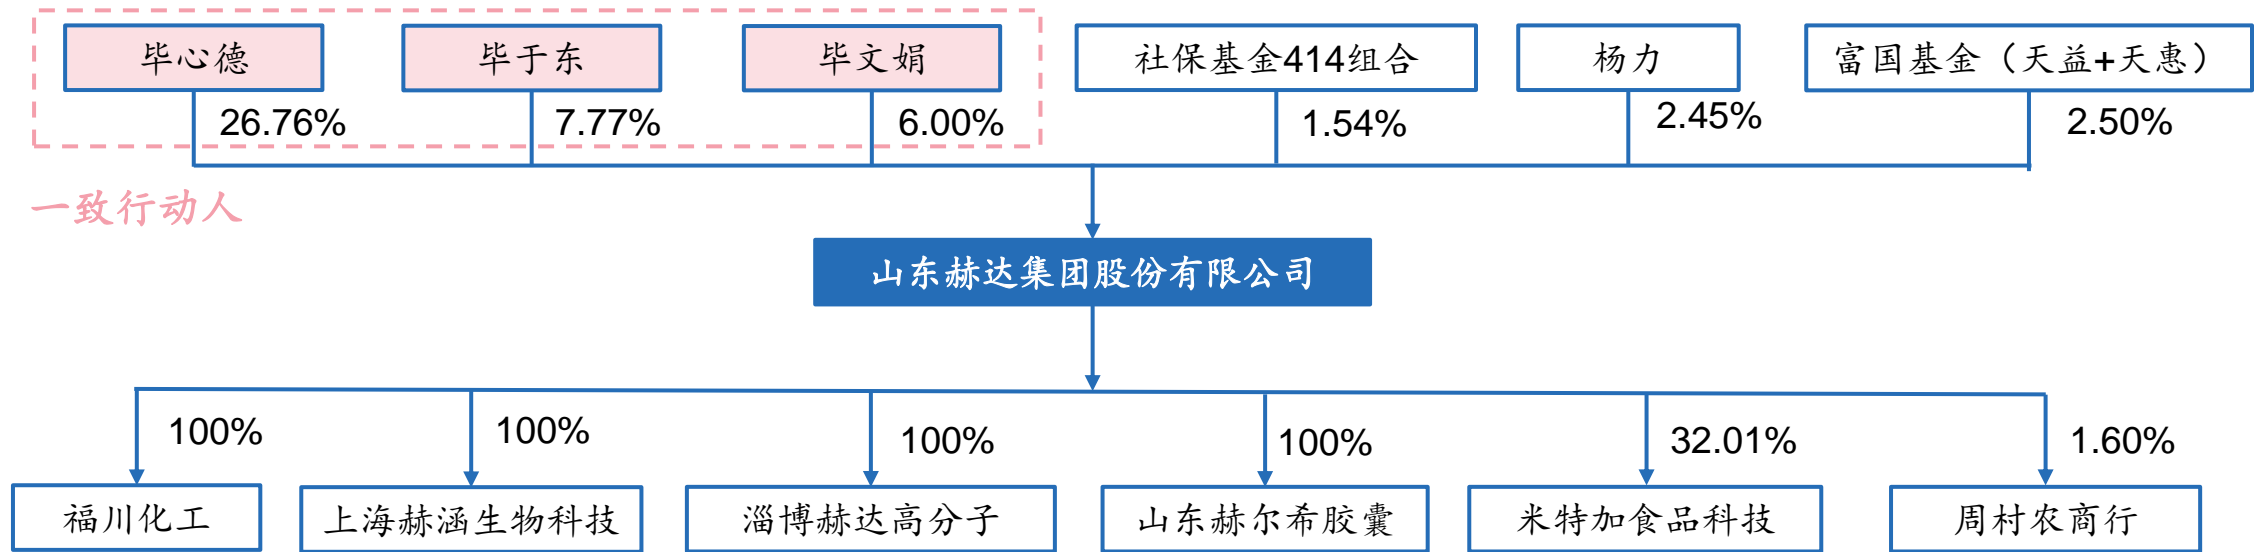 毕心德
毕于东
毕文娟
社保基金414组合
杨力
富国基金（天益+天惠）
26.76%
7.77%
6.00%
1.54%
2.45%
2.50%
一致行动人
山东赫达集团股份有限公司
100%
100%
100%
100%
32.01%
1.60%
福川化工
上海赫涵生物科技
淄博赫达高分子
山东赫尔希胶囊
米特加食品科技
周村农商行